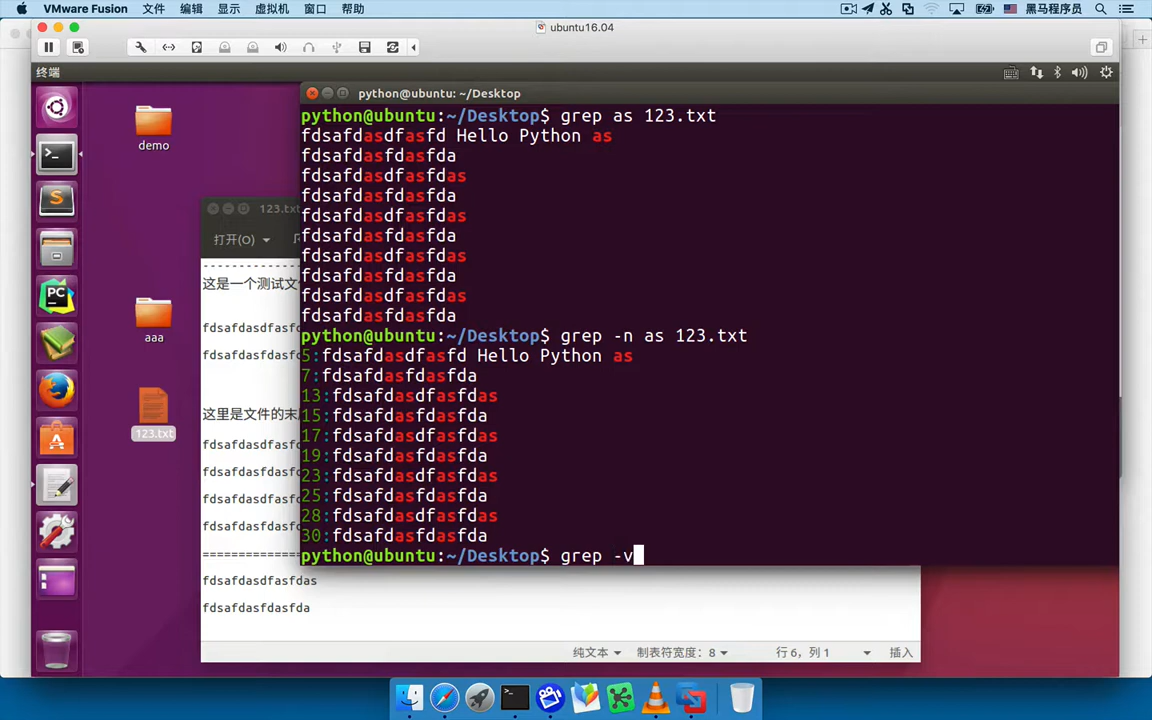 VMware Fusion 文件 编辑 显示 虚拟机 窗口 帮助 黑马程序员
ubuntu16.04
终端
python@ubuntu: ~/Desktop
demo
aaa
123.txt
123.txt
打开(O)
------------
这是一个测试文
fdsafdasdfasfd
fdsafdasfdasfd
这里是文件的末
fdsafdasdfasfd
fdsafdasfdasfd
fdsafdasdfasfd
fdsafdasfdasfd
==============
fdsafdasdfasfdas
fdsafdasfdasfda
纯文本 制表符宽度：8 行 6，列 1 插入
python@ubuntu:~/Desktop$ grep as 123.txt
fdsafdasdfasfd Hello Python as
fdsafdasfdasfda
fdsafdasdfasfdas
fdsafdasfdasfda
fdsafdasdfasfdas
fdsafdasfdasfda
fdsafdasdfasfdas
fdsafdasfdasfda
fdsafdasdfasfdas
fdsafdasfdasfda
python@ubuntu:~/Desktop$ grep -n as 123.txt
5:fdsafdasdfasfd Hello Python as
7:fdsafdasfdasfda
13:fdsafdasdfasfdas
15:fdsafdasfdasfda
17:fdsafdasdfasfdas
19:fdsafdasfdasfda
23:fdsafdasdfasfdas
25:fdsafdasfdasfda
28:fdsafdasdfasfdas
30:fdsafdasfdasfda
python@ubuntu:~/Desktop$ grep -v